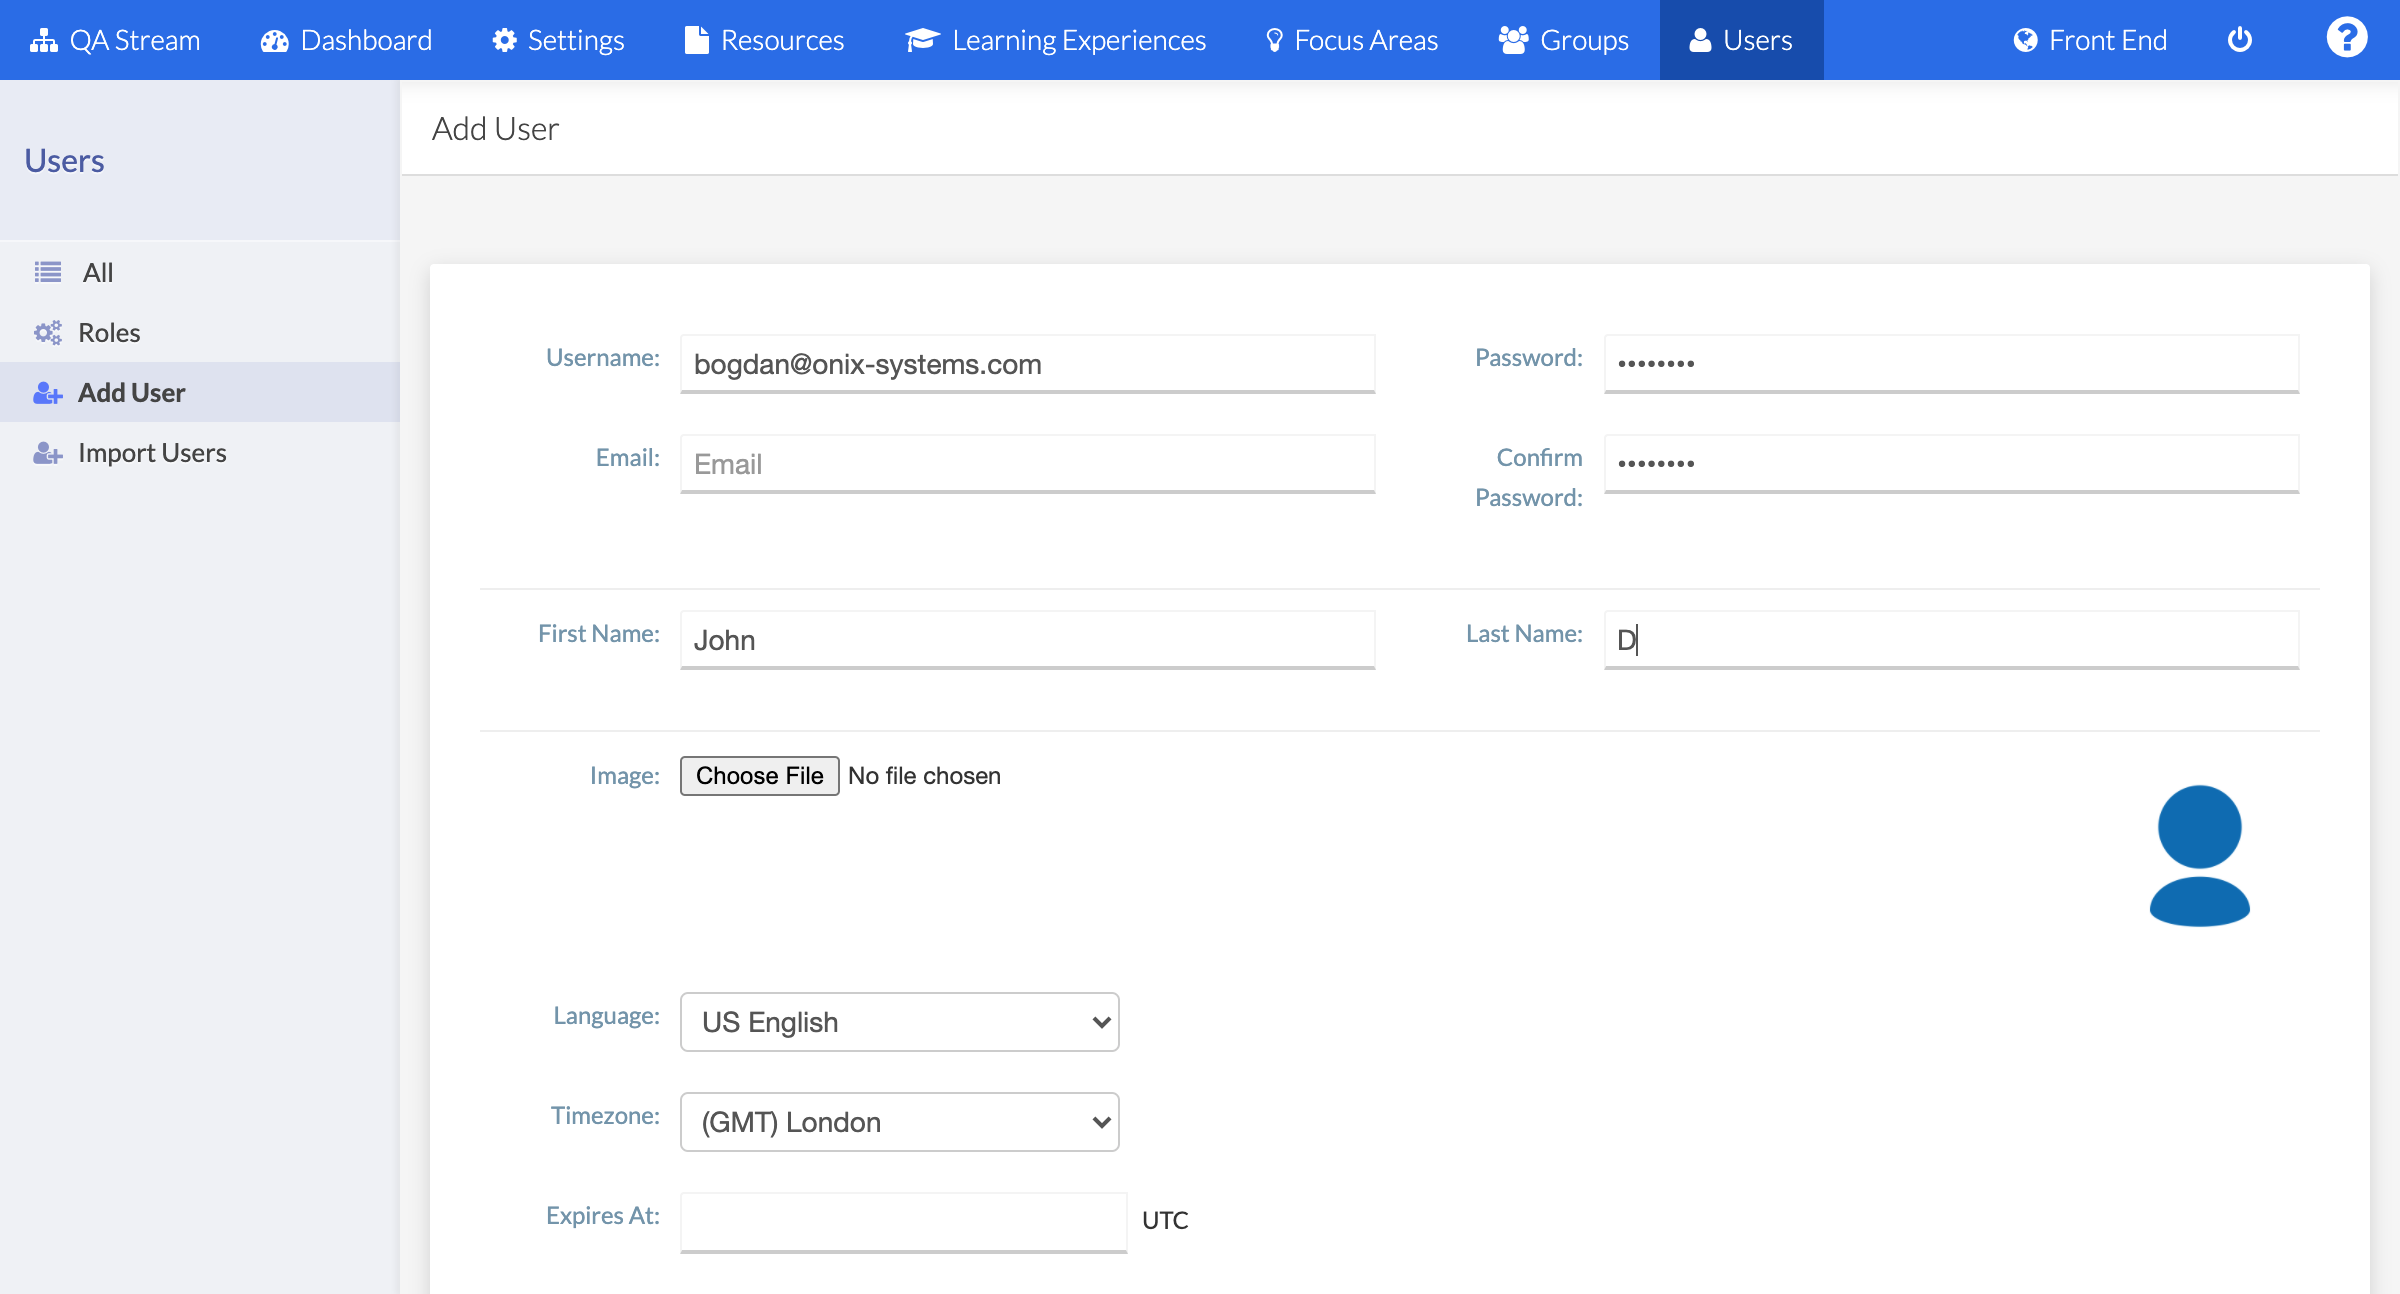 QA Stream Dashboard Settings Resources Learning Experiences Focus Areas Groups Users Front End ?
Users
All
Roles
Add User
Import Users
Add User
Username: bogdan@onix-systems.com Password: ••••••••
Email: Email Confirm Password: ••••••••
First Name: John Last Name: D
Image: Choose File No file chosen
Language: US English
Timezone: (GMT) London
Expires At: UTC